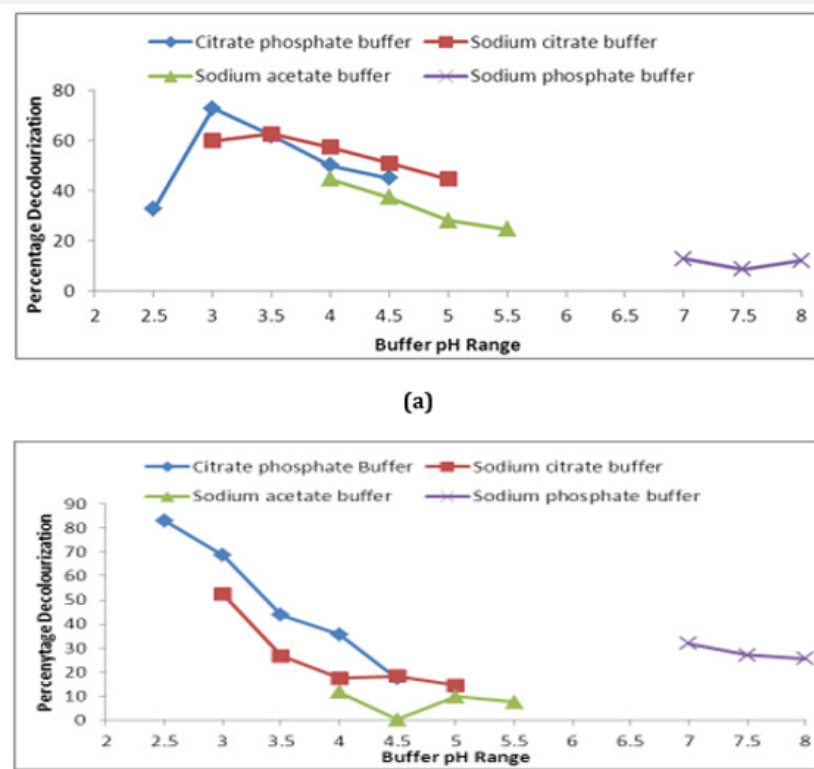 Citrate phosphate buffer Sodium citrate buffer
Sodium acetate buffer Sodium phosphate buffer
Percentage Decolourization
80
60
40
20
0
2 2.5 3 3.5 4 4.5 5 5.5 6 6.5 7 7.5 8
Buffer pH Range
(a)
Citrate phosphate Buffer Sodium citrate buffer
Sodium acetate buffer Sodium phosphate buffer
Percenytage Decolourization
90
80
70
60
50
40
30
20
10
0
2 2.5 3 3.5 4 4.5 5 5.5 6 6.5 7 7.5 8
Buffer pH Range